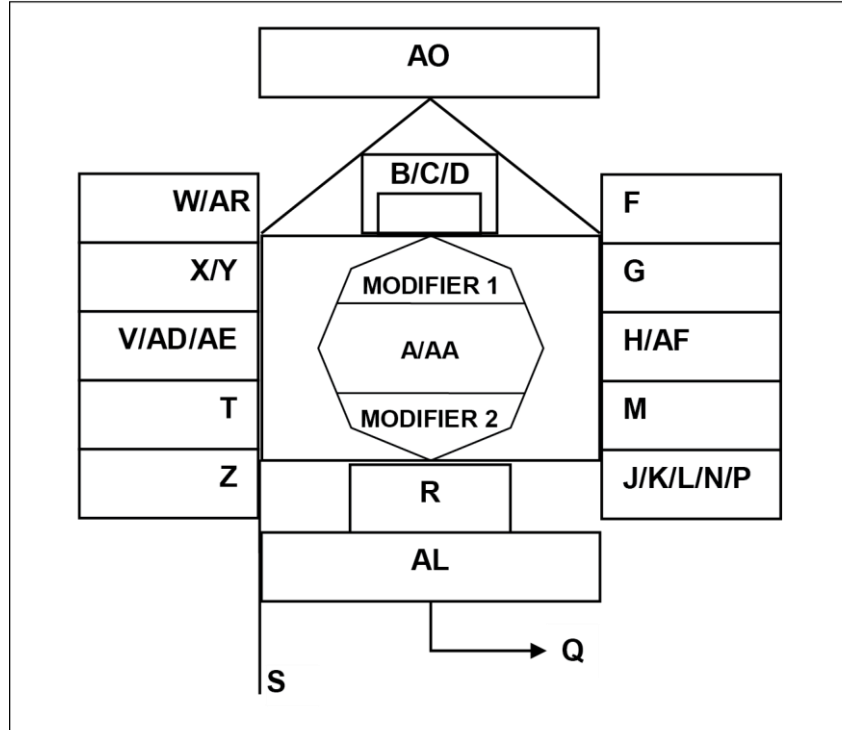 AO
B/C/D
W/AR
F
X/Y
G
MODIFIER 1
V/AD/AE
A/AA
H/AF
T
MODIFIER 2
M
Z
R
J/K/L/N/P
AL
Q
S